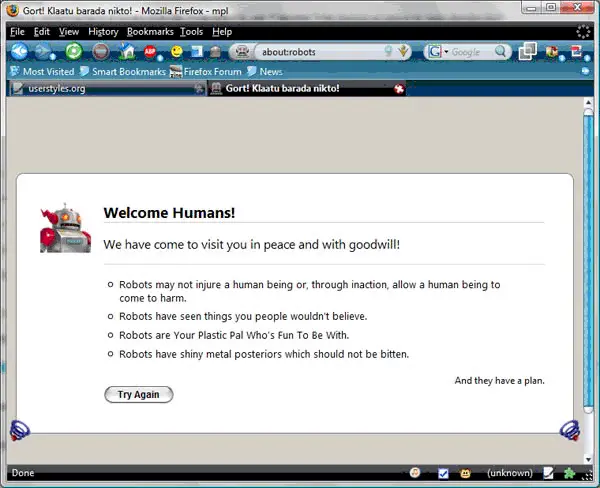 Gort! Klaatu barada nikto! - Mozilla Firefox - mpl
File Edit View History Bookmarks Tools Help
ABP about:robots G Google
Most Visited Smart Bookmarks Firefox Forum News
userstyles.org Gort! Klaatu barada nikto!
Welcome Humans!
We have come to visit you in peace and with goodwill!
Robots may not injure a human being or, through inaction, allow a human being to
come to harm.
Robots have seen things you people wouldn't believe.
Robots are Your Plastic Pal Who's Fun To Be With.
Robots have shiny metal posteriors which should not be bitten.
And they have a plan.
Try Again
Done (unknown)